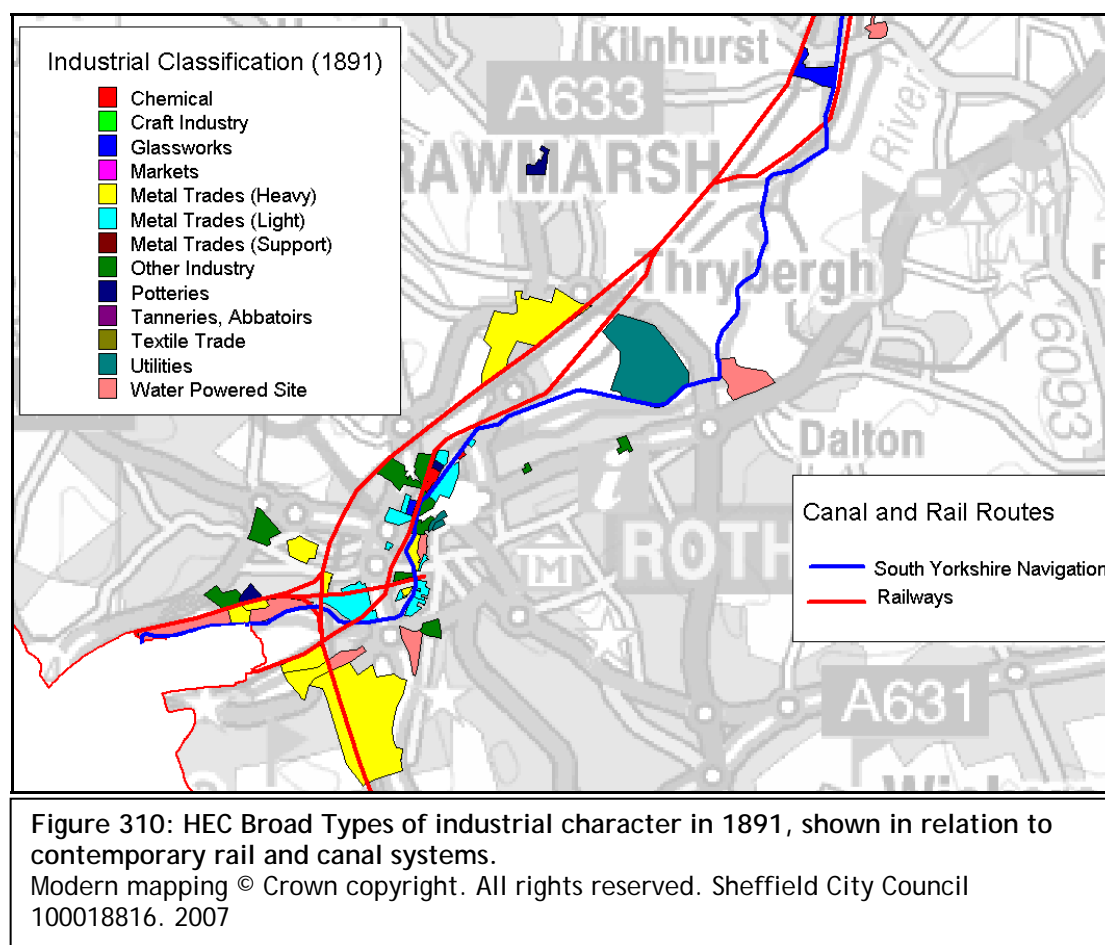 Industrial Classification (1891)
Chemical
Craft Industry
Glassworks
Markets
Metal Trades (Heavy)
Metal Trades (Light)
Metal Trades (Support)
Other Industry
Potteries
Tanneries, Abbatoirs
Textile Trade
Utilities
Water Powered Site
Kilnhurst
A633
RAWMARSH
River
Thrybergh
6093
Dalton
i
ROTH
M
Canal and Rail Routes
South Yorkshire Navigation
Railways
A631
Figure 310: HEC Broad Types of industrial character in 1891, shown in relation to
contemporary rail and canal systems.
Modern mapping © Crown copyright. All rights reserved. Sheffield City Council
100018816. 2007